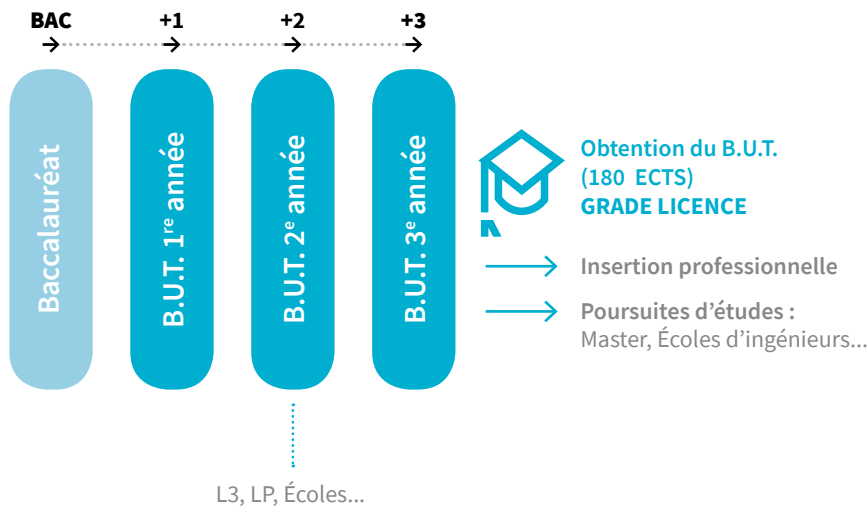 BAC +1 +2 +3
Baccalauréat
B.U.T. 1re année
B.U.T. 2e année
B.U.T. 3e année
Obtention du B.U.T.
(180 ECTS)
GRADE LICENCE
Insertion professionnelle
Poursuites d’études :
Master, Écoles d’ingénieurs...
L3, LP, Écoles...